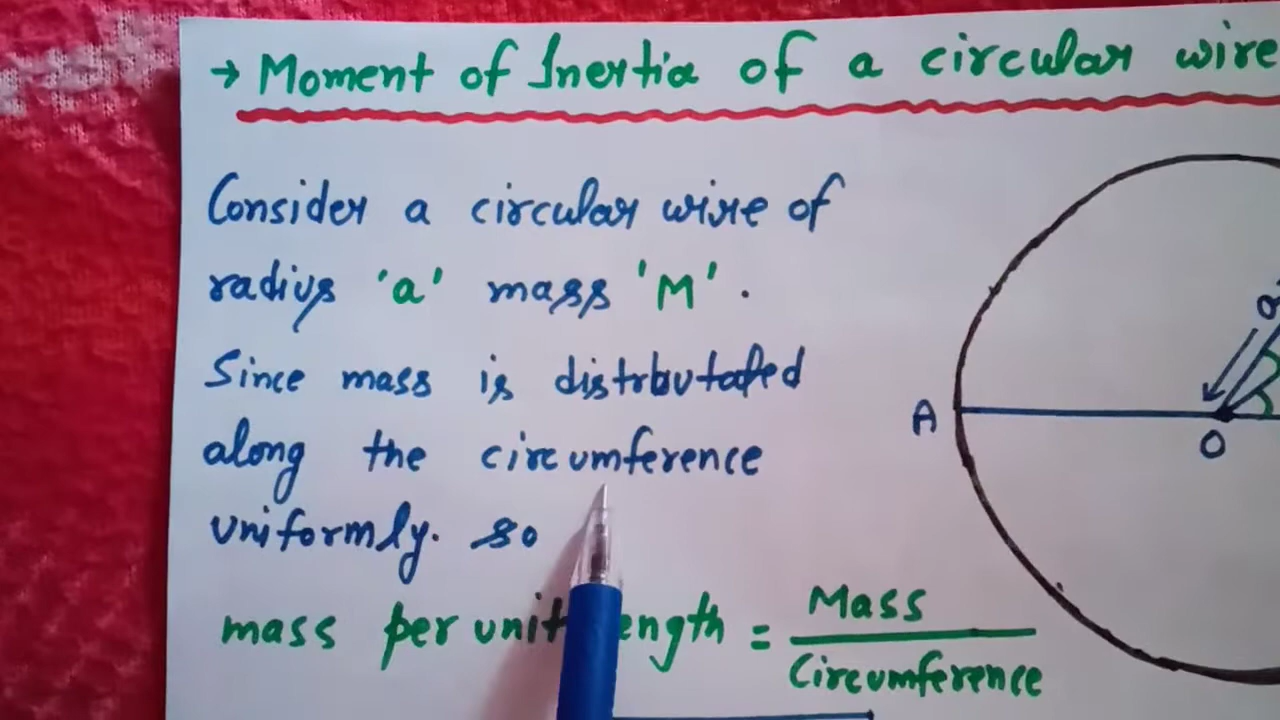 → Moment of Inertia of a circular wire
Consider a circular wire of
radius 'a' mass 'M'.
Since mass is distrbutated
along the circumference
uniformly. so
mass per unit length = Mass
Circumference
a
A
O